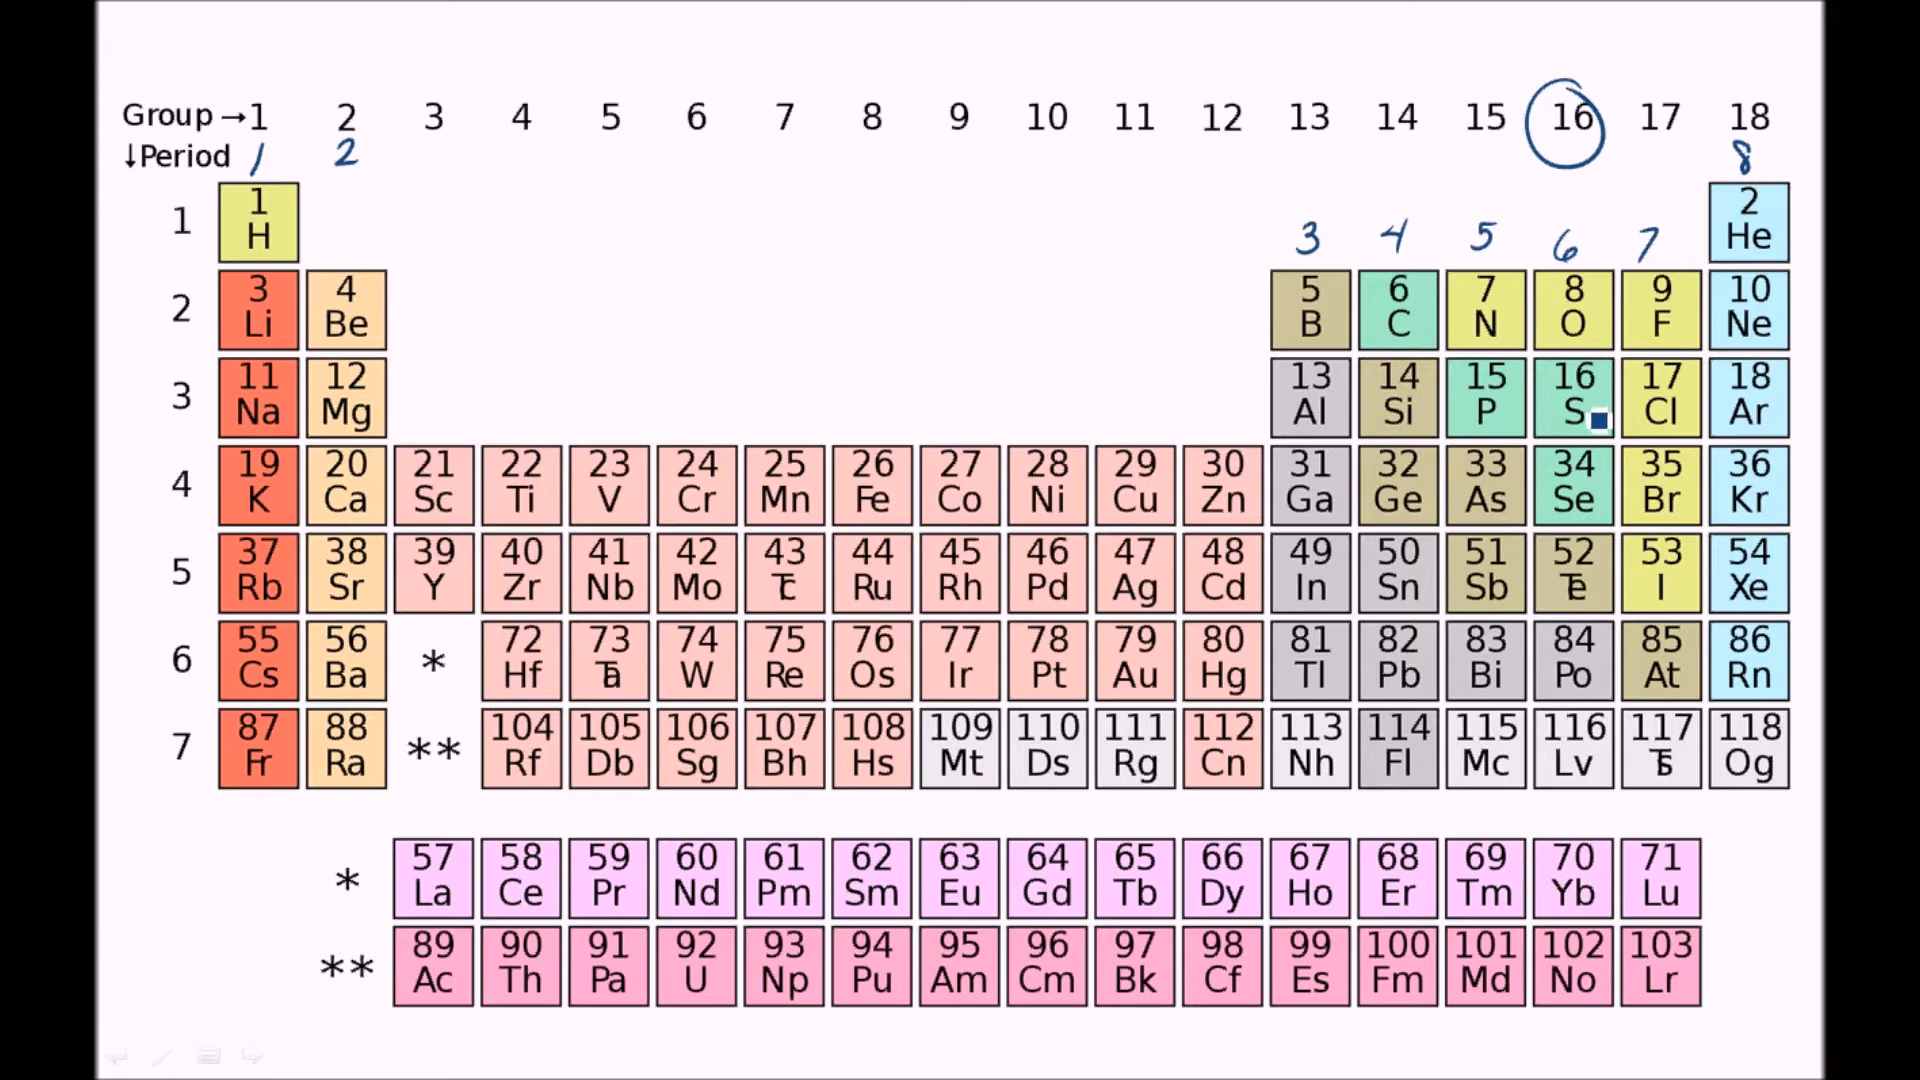 Group →1 2 3 4 5 6 7 8 9 10 11 12 13 14 15 16 17 18
↓Period 1 2 8
1 1 2
H He
3 4 5 6 7
2 3 4 5 6 7 8 9 10
Li Be B C N O F Ne
3 11 12 13 14 15 16 17 18
Na Mg Al Si P S Cl Ar
4 19 20 21 22 23 24 25 26 27 28 29 30 31 32 33 34 35 36
K Ca Sc Ti V Cr Mn Fe Co Ni Cu Zn Ga Ge As Se Br Kr
5 37 38 39 40 41 42 43 44 45 46 47 48 49 50 51 52 53 54
Rb Sr Y Zr Nb Mo Tc Ru Rh Pd Ag Cd In Sn Sb Te I Xe
6 55 56 * 72 73 74 75 76 77 78 79 80 81 82 83 84 85 86
Cs Ba Hf Ta W Re Os Ir Pt Au Hg Tl Pb Bi Po At Rn
7 87 88 ** 104 105 106 107 108 109 110 111 112 113 114 115 116 117 118
Fr Ra Rf Db Sg Bh Hs Mt Ds Rg Cn Nh Fl Mc Lv Ts Og
* 57 58 59 60 61 62 63 64 65 66 67 68 69 70 71
La Ce Pr Nd Pm Sm Eu Gd Tb Dy Ho Er Tm Yb Lu
** 89 90 91 92 93 94 95 96 97 98 99 100 101 102 103
Ac Th Pa U Np Pu Am Cm Bk Cf Es Fm Md No Lr